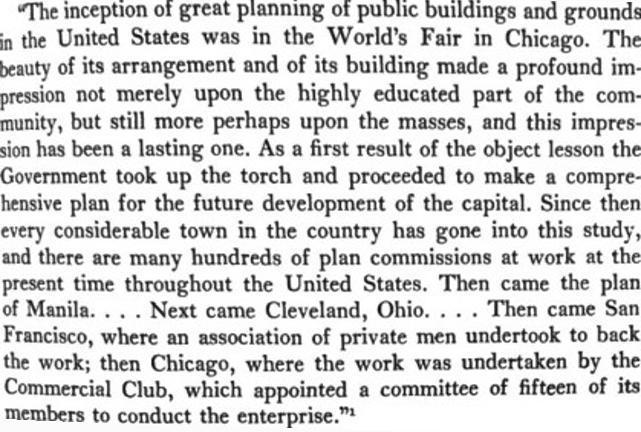 "The inception of great planning of public buildings and grounds
in the United States was in the World's Fair in Chicago. The
beauty of its arrangement and of its building made a profound im-
pression not merely upon the highly educated part of the com-
munity, but still more perhaps upon the masses, and this impres-
sion has been a lasting one. As a first result of the object lesson the
Government took up the torch and proceeded to make a compre-
hensive plan for the future development of the capital. Since then
every considerable town in the country has gone into this study,
and there are many hundreds of plan commissions at work at the
present time throughout the United States. Then came the plan
of Manila. . . . Next came Cleveland, Ohio. . . . Then came San
Francisco, where an association of private men undertook to back
the work; then Chicago, where the work was undertaken by the
Commercial Club, which appointed a committee of fifteen of its
members to conduct the enterprise."¹